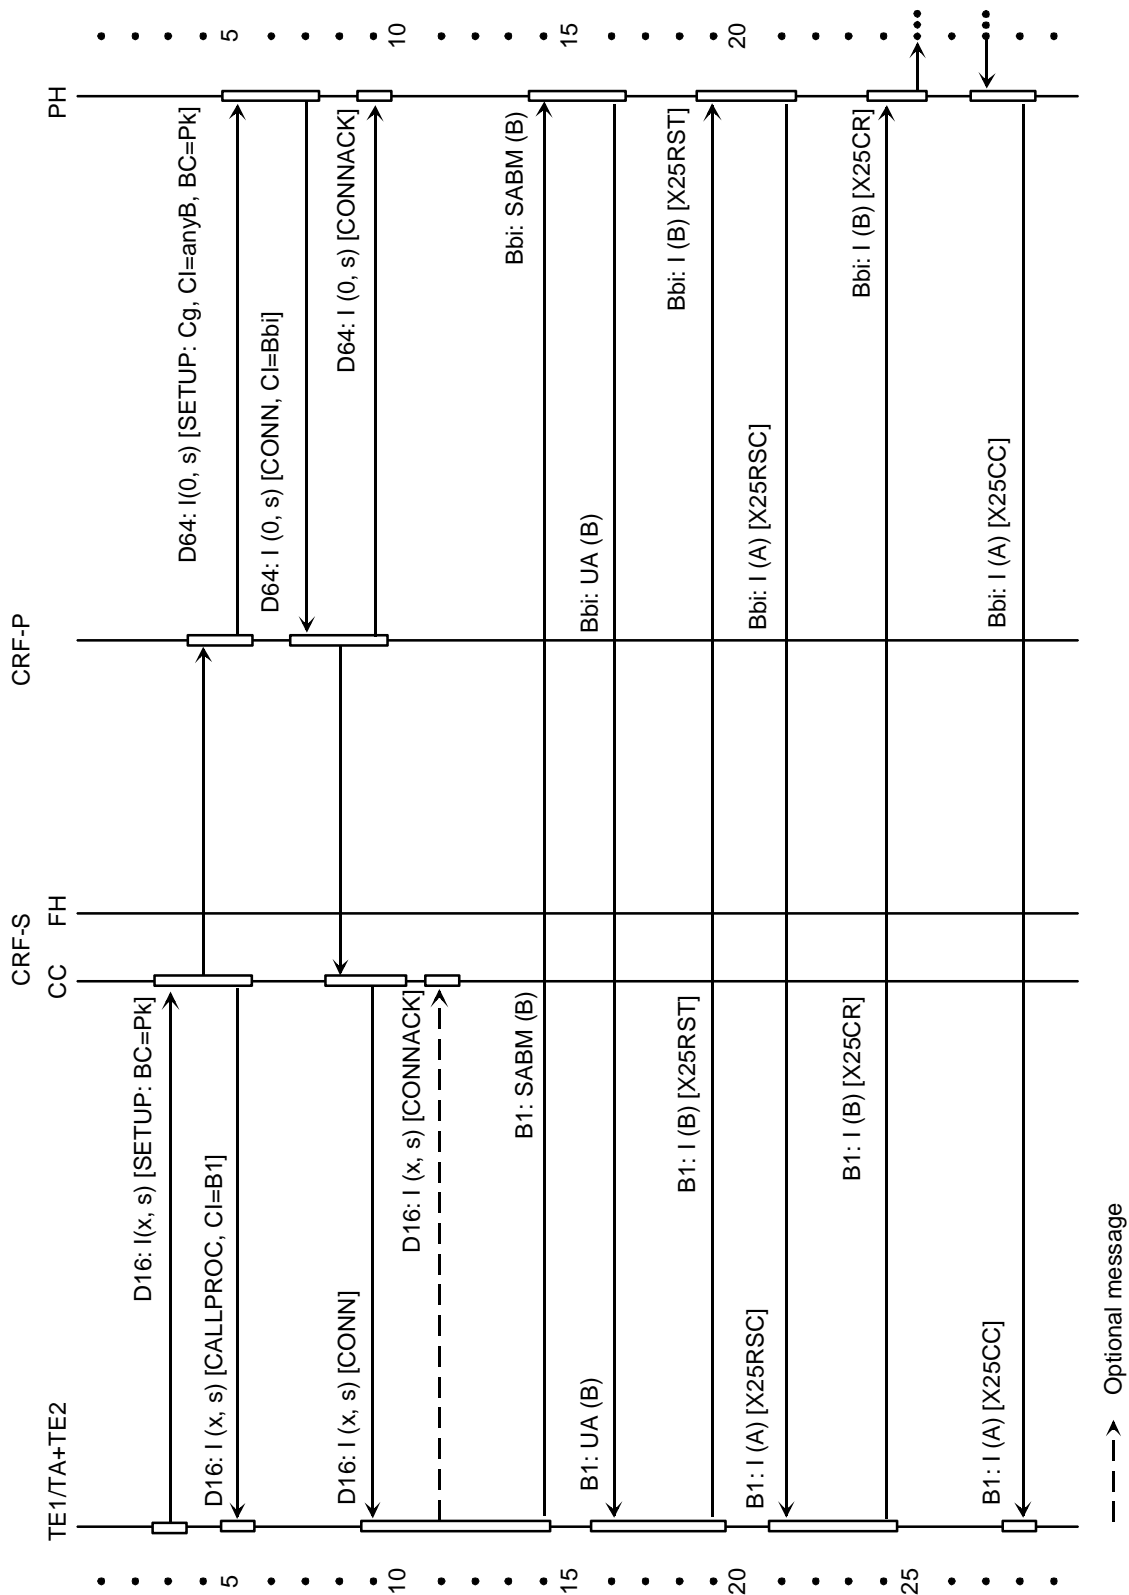 CRF-S
CRF-P
TE1/TA+TE2
CC
FH
PH
D16: I(x, s) [SETUP: BC=Pk]
5
D16: I (x, s) [CALLPROC, CI=B1]
D64: I(0, s) [SETUP: Cg, CI=anyB, BC=Pk]
5
D64: I (0, s) [CONN, CI=Bbi]
10
D16: I (x, s) [CONN]
D64: I (0, s) [CONNACK]
10
D16: I (x, s) [CONNACK]
15
B1: SABM (B)
Bbi: SABM (B)
15
B1: UA (B)
Bbi: UA (B)
20
B1: I (B) [X25RST]
Bbi: I (B) [X25RST]
20
B1: I (A) [X25RSC]
Bbi: I (A) [X25RSC]
25
B1: I (B) [X25CR]
Bbi: I (B) [X25CR]
B1: I (A) [X25CC]
Bbi: I (A) [X25CC]
Optional message